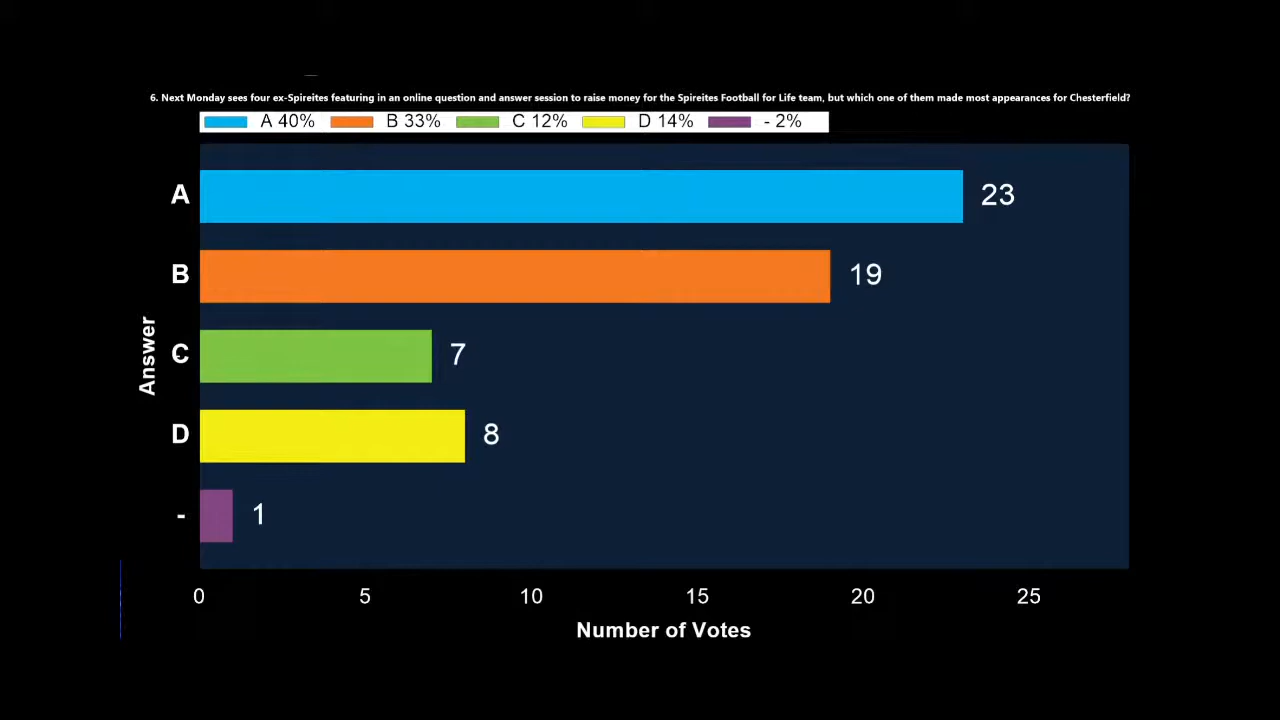 6. Next Monday sees four ex-Spireites featuring in an online question and answer session to raise money for the Spireites Football for Life team, but which one of them made most appearances for Chesterfield?
A 40% B 33% C 12% D 14% - 2%
A 23
B 19
C 7
D 8
- 1
Answer
0 5 10 15 20 25
Number of Votes